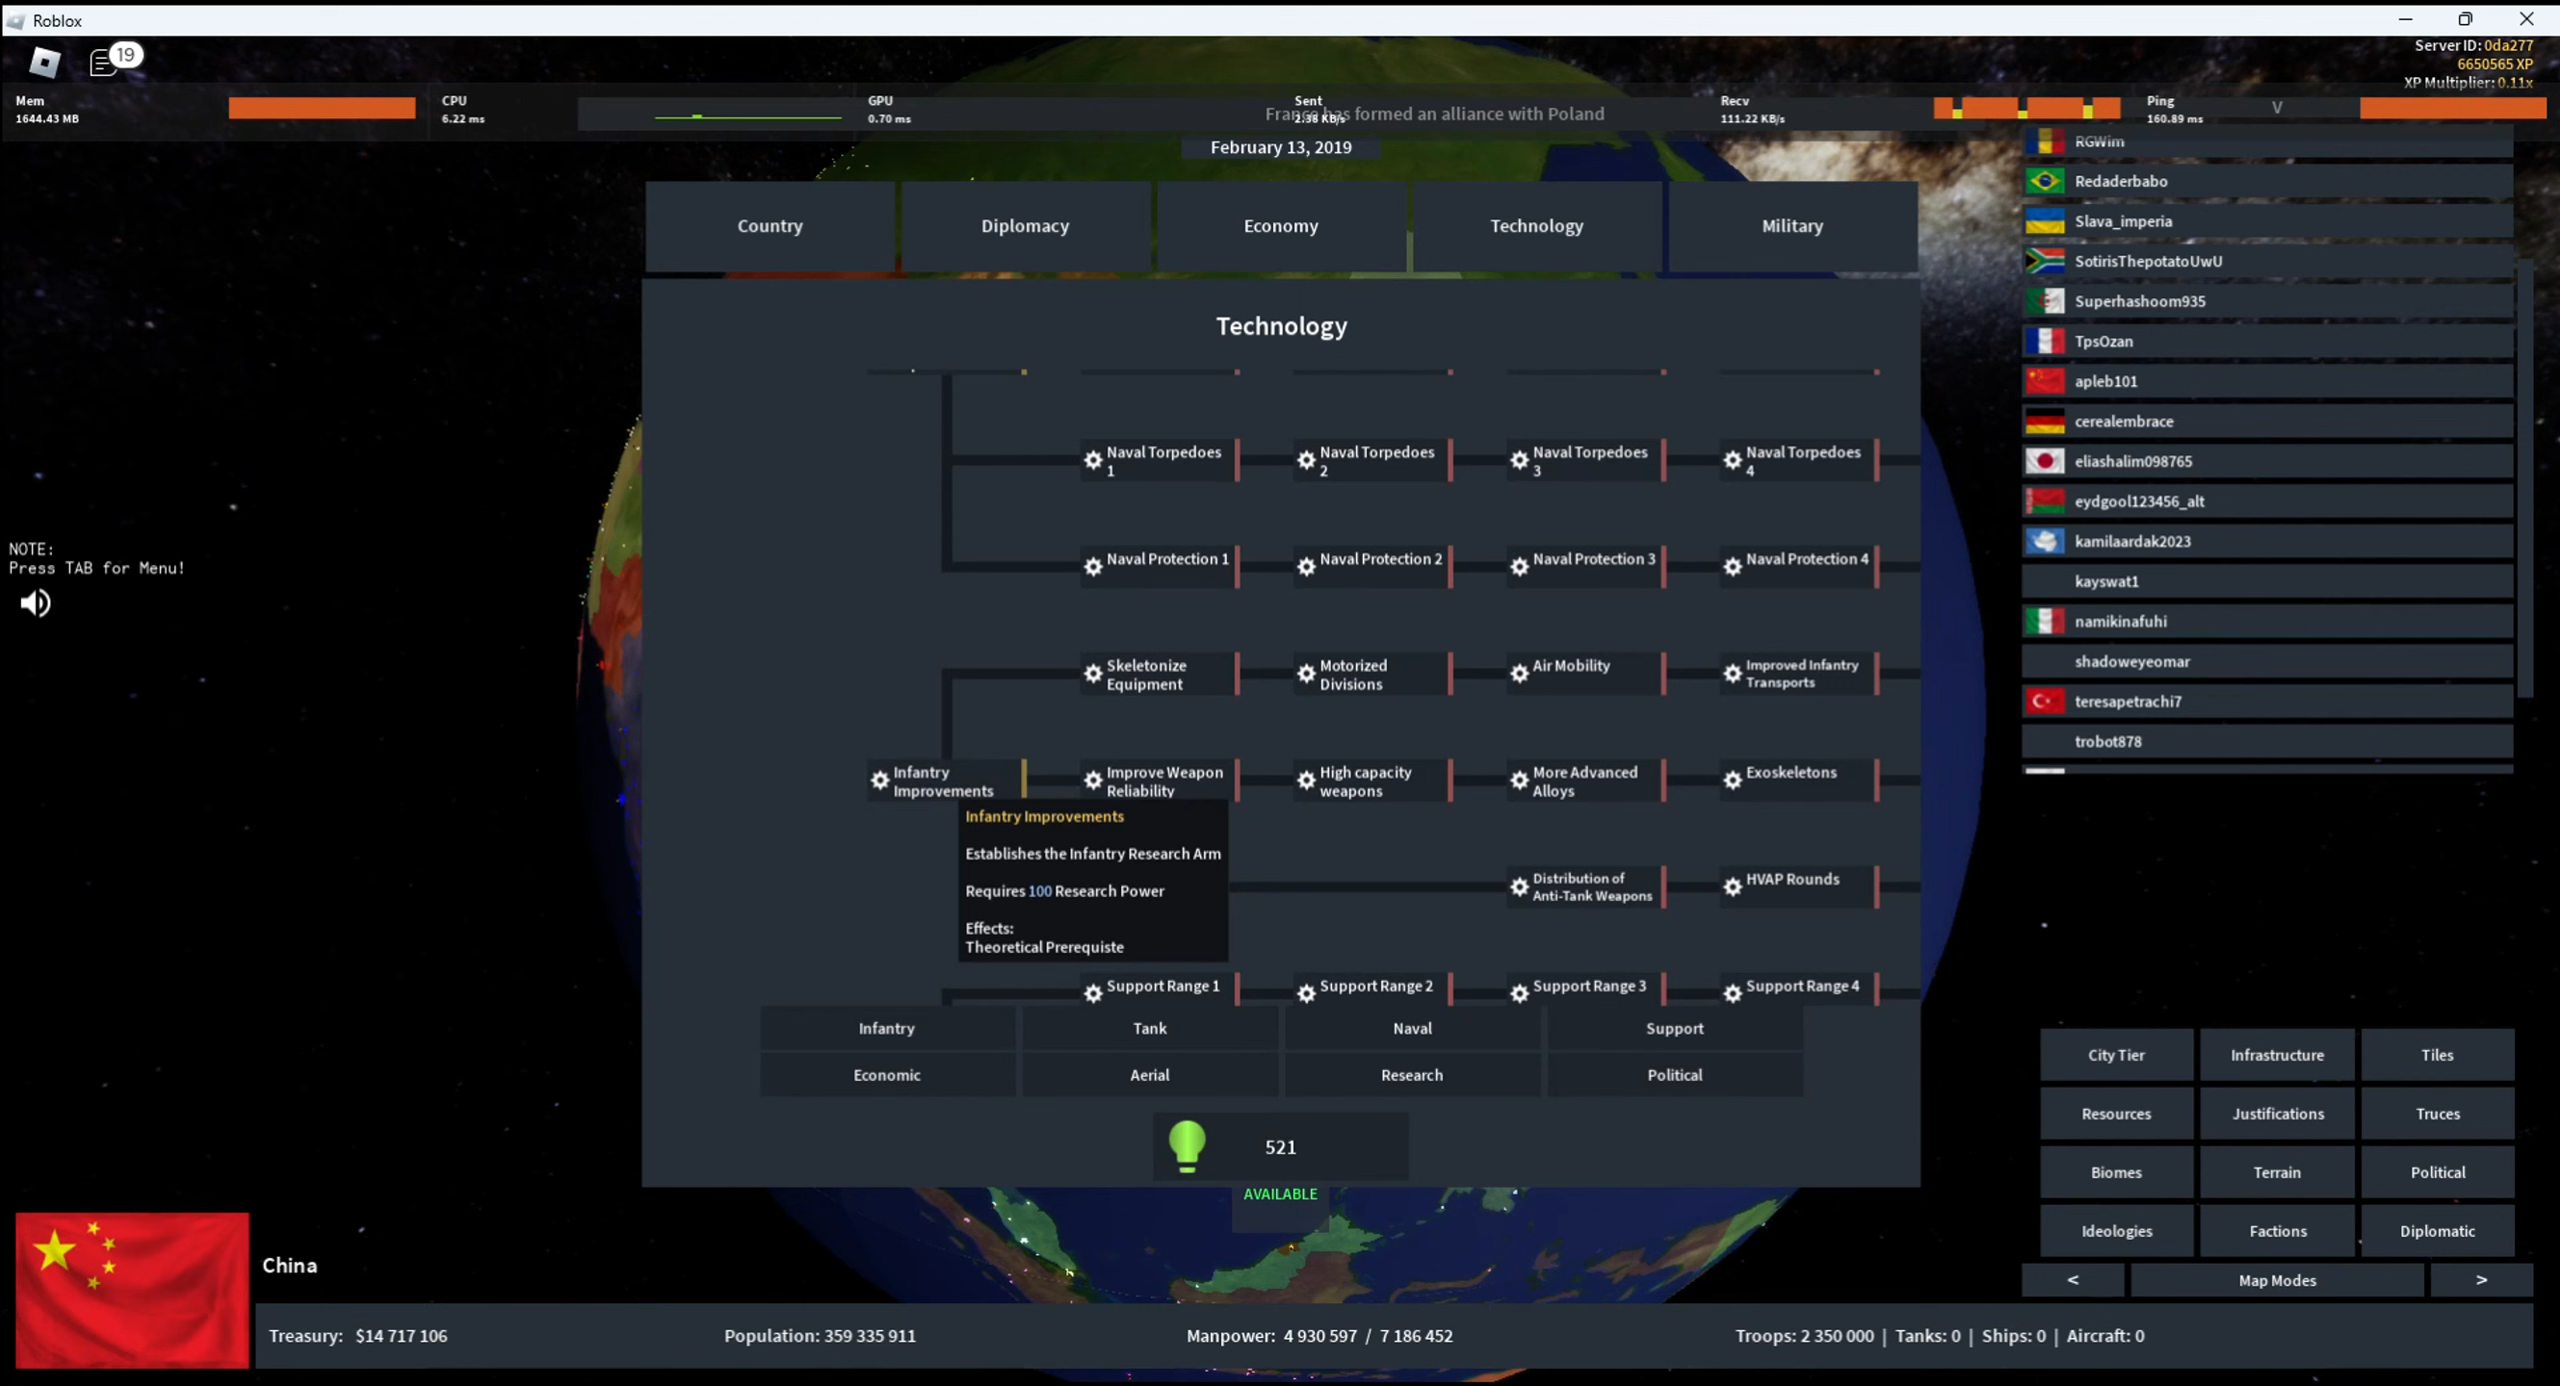 Roblox
19
Server ID: 0da277
6650565 XP
XP Multiplier: 0.11x
Mem
1644.43 MB
CPU
6.22 ms
GPU
0.70 ms
Sent
2.38 KB/s
Recv
111.22 KB/s
Ping
160.89 ms
V
France has formed an alliance with Poland
February 13, 2019
Country
Diplomacy
Economy
Technology
Military
Technology
Naval Torpedoes
1
Naval Torpedoes
2
Naval Torpedoes
3
Naval Torpedoes
4
Naval Protection 1
Naval Protection 2
Naval Protection 3
Naval Protection 4
Skeletonize
Equipment
Motorized
Divisions
Air Mobility
Improved Infantry
Transports
Infantry
Improvements
Improve Weapon
Reliability
High capacity
weapons
More Advanced
Alloys
Exoskeletons
Infantry Improvements
Establishes the Infantry Research Arm
Requires 100 Research Power
Effects:
Theoretical Prerequiste
Distribution of
Anti-Tank Weapons
HVAP Rounds
Support Range 1
Support Range 2
Support Range 3
Support Range 4
Infantry
Tank
Naval
Support
Economic
Aerial
Research
Political
521
AVAILABLE
NOTE:
Press TAB for Menu!
RGWim
Redaderbabo
Slava_imperia
SotirisThepotatoUwU
Superhashoom935
TpsOzan
apleb101
cerealembrace
eliashalim098765
eydgool123456_alt
kamilaardak2023
kayswat1
namikinafuhi
shadoweyeomar
teresapetrachi7
trobot878
City Tier
Infrastructure
Tiles
Resources
Justifications
Truces
Biomes
Terrain
Political
Ideologies
Factions
Diplomatic
<
Map Modes
>
China
Treasury: $14 717 106
Population: 359 335 911
Manpower: 4 930 597 / 7 186 452
Troops: 2 350 000 | Tanks: 0 | Ships: 0 | Aircraft: 0